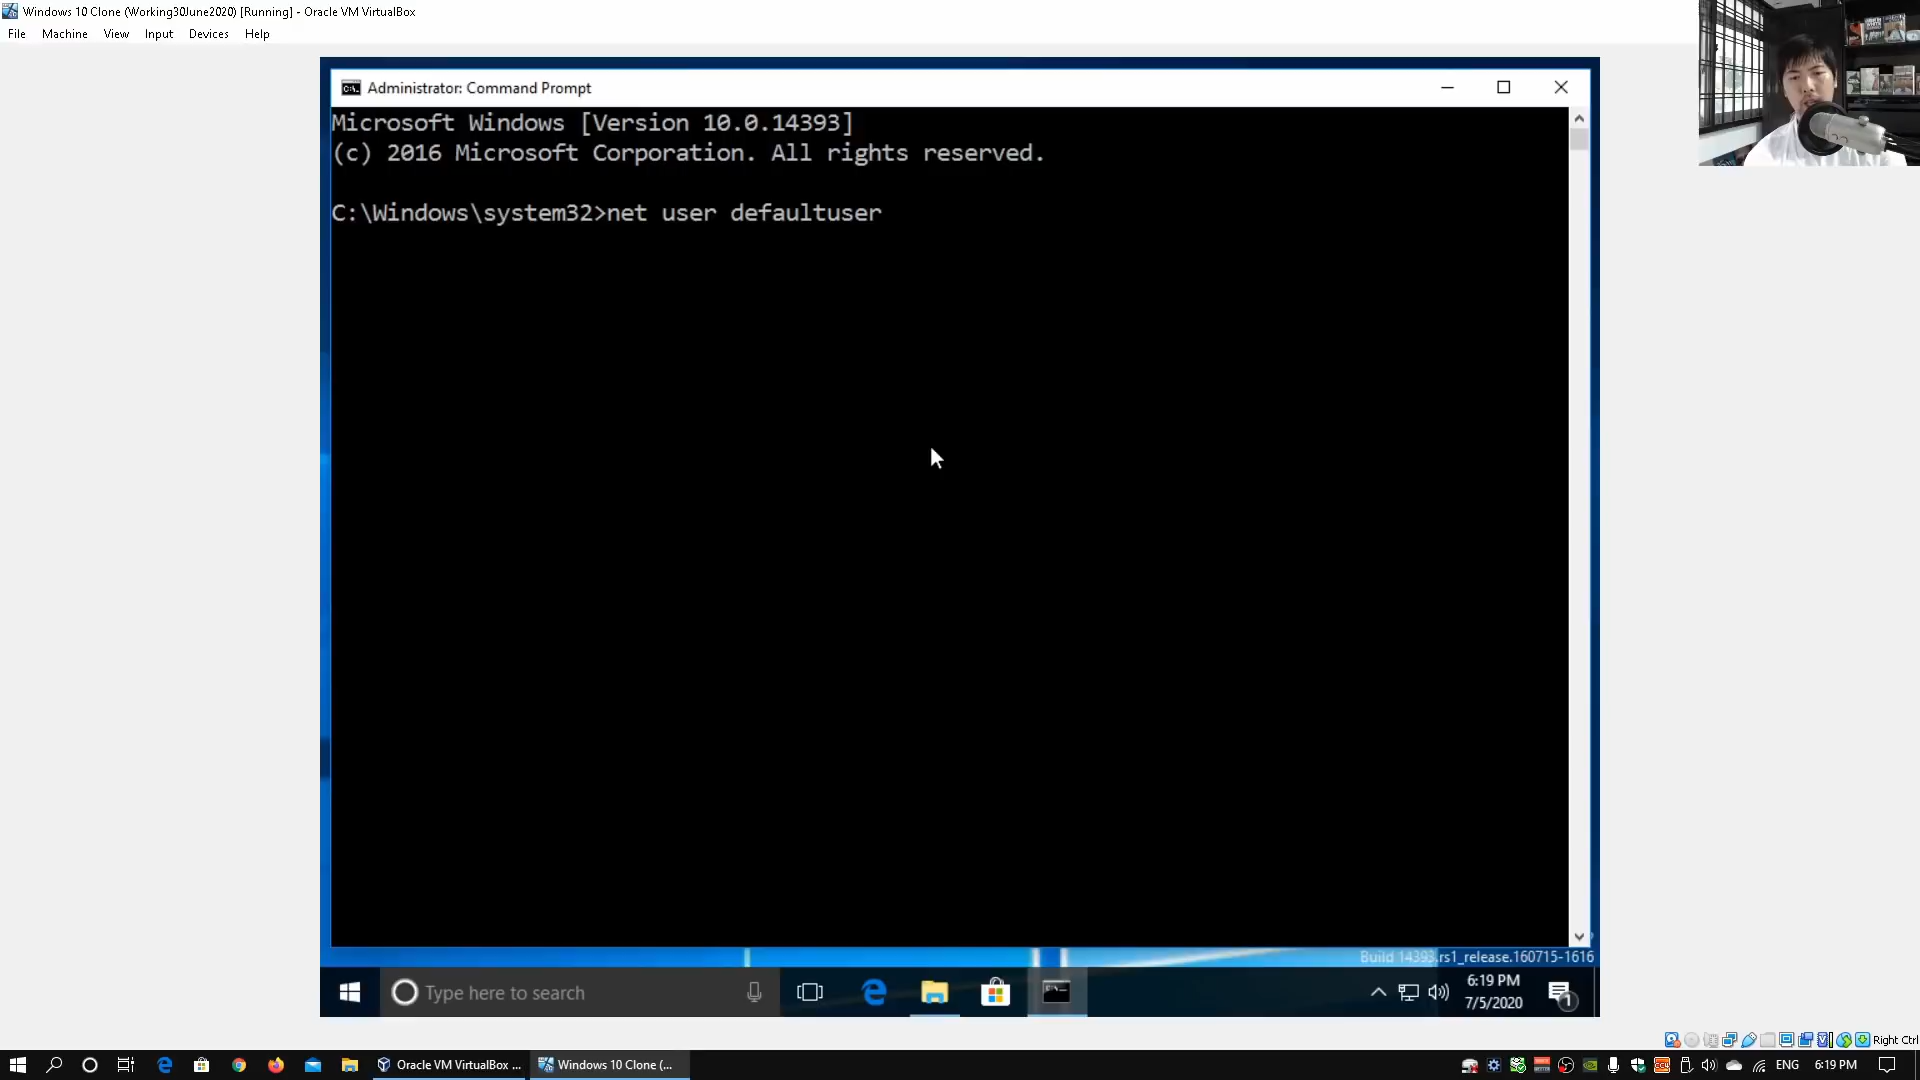 Windows 10 Clone (Working30June2020) [Running] - Oracle VM VirtualBox
File Machine View Input Devices Help
Administrator: Command Prompt
Microsoft Windows [Version 10.0.14393]
(c) 2016 Microsoft Corporation. All rights reserved.
C:\Windows\system32>net user defaultuser
Build 14393.rs1_release.160715-1616
Type here to search
6:19 PM
7/5/2020
1
Right Ctrl
Oracle VM VirtualBox ...
Windows 10 Clone (...
ENG
6:19 PM